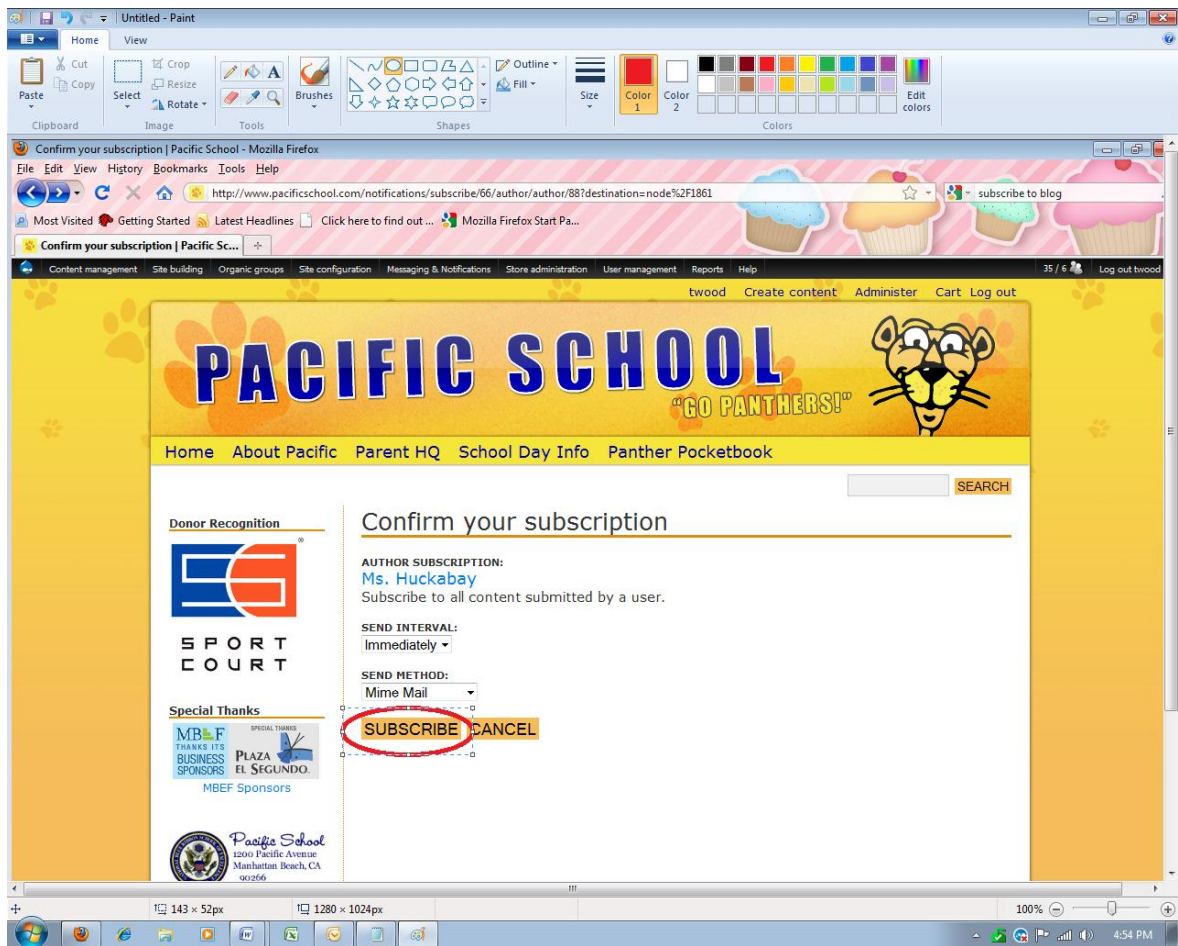 Untitled - Paint
Home View
Cut
Copy
Paste
Clipboard
Crop
Resize
Rotate
Select
Image
A
Tools
Brushes
Outline
Fill
Shapes
Size
Color 1
Color 2
Edit colors
Colors
Confirm your subscription | Pacific School - Mozilla Firefox
File Edit View History Bookmarks Tools Help
http://www.pacificschool.com/notifications/subscribe/66/author/author/88?destination=node%2F1861
subscribe to blog
Most Visited Getting Started Latest Headlines Click here to find out ... Mozilla Firefox Start Pa...
Confirm your subscription | Pacific Sc...
Content management Site building Organic groups Site configuration Messaging & Notifications Store administration User management Reports Help 35 / 6 Log out twood
twood Create content Administer Cart Log out
PACIFIC SCHOOL
"GO PANTHERS!"
Home About Pacific Parent HQ School Day Info Panther Pocketbook
SEARCH
Donor Recognition
®
SPORT
COURT
Special Thanks
MBEF
THANKS ITS
BUSINESS
SPONSORS
SPECIAL THANKS
PLAZA
EL SEGUNDO.
MBEF Sponsors
Pacific School
1200 Pacific Avenue
Manhattan Beach, CA
90266
Confirm your subscription
AUTHOR SUBSCRIPTION:
Ms. Huckabay
Subscribe to all content submitted by a user.
SEND INTERVAL:
Immediately
SEND METHOD:
Mime Mail
SUBSCRIBE CANCEL
143 × 52px
1280 × 1024px
100%
4:54 PM